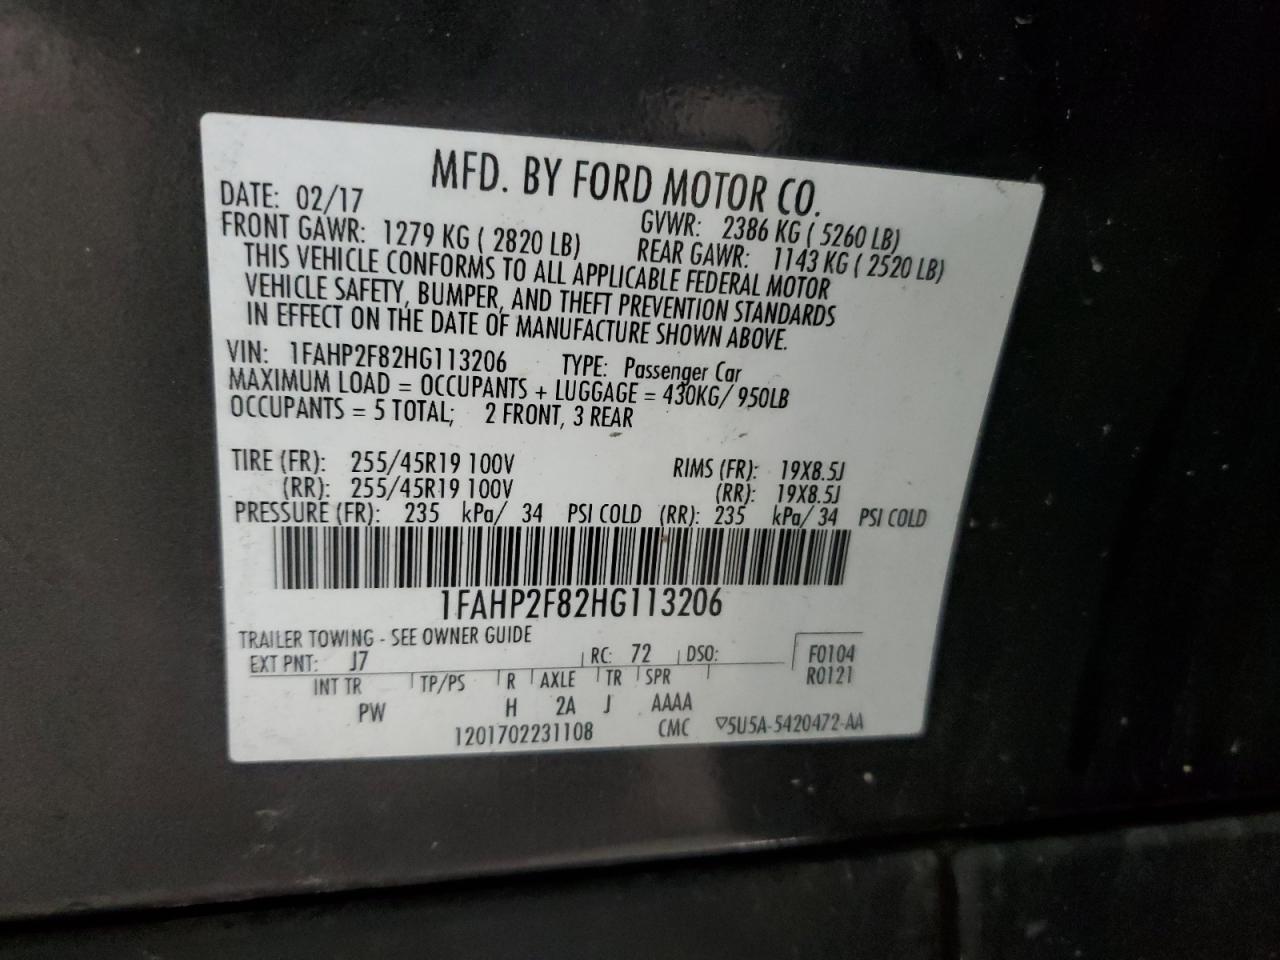 MFD. BY FORD MOTOR CO.
DATE: 02/17 GVWR: 2386 KG ( 5260 LB)
FRONT GAWR: 1279 KG ( 2820 LB) REAR GAWR: 1143 KG ( 2520 LB)
THIS VEHICLE CONFORMS TO ALL APPLICABLE FEDERAL MOTOR
VEHICLE SAFETY, BUMPER, AND THEFT PREVENTION STANDARDS
IN EFFECT ON THE DATE OF MANUFACTURE SHOWN ABOVE.
VIN: 1FAHP2F82HG113206 TYPE: Passenger Car
MAXIMUM LOAD = OCCUPANTS + LUGGAGE = 430KG/ 950LB
OCCUPANTS = 5 TOTAL; 2 FRONT, 3 REAR
TIRE (FR): 255/45R19 100V RIMS (FR): 19X8.5J
(RR): 255/45R19 100V (RR): 19X8.5J
PRESSURE (FR): 235 kPa/ 34 PSI COLD (RR): 235 kPa/ 34 PSI COLD
1FAHP2F82HG113206
TRAILER TOWING - SEE OWNER GUIDE
EXT PNT: J7 RC: 72 DSO: F0104
INT TR TP/PS R AXLE TR SPR R0121
PW H 2A J AAAA
1201702231108 CMC 5U5A-5420472-AA